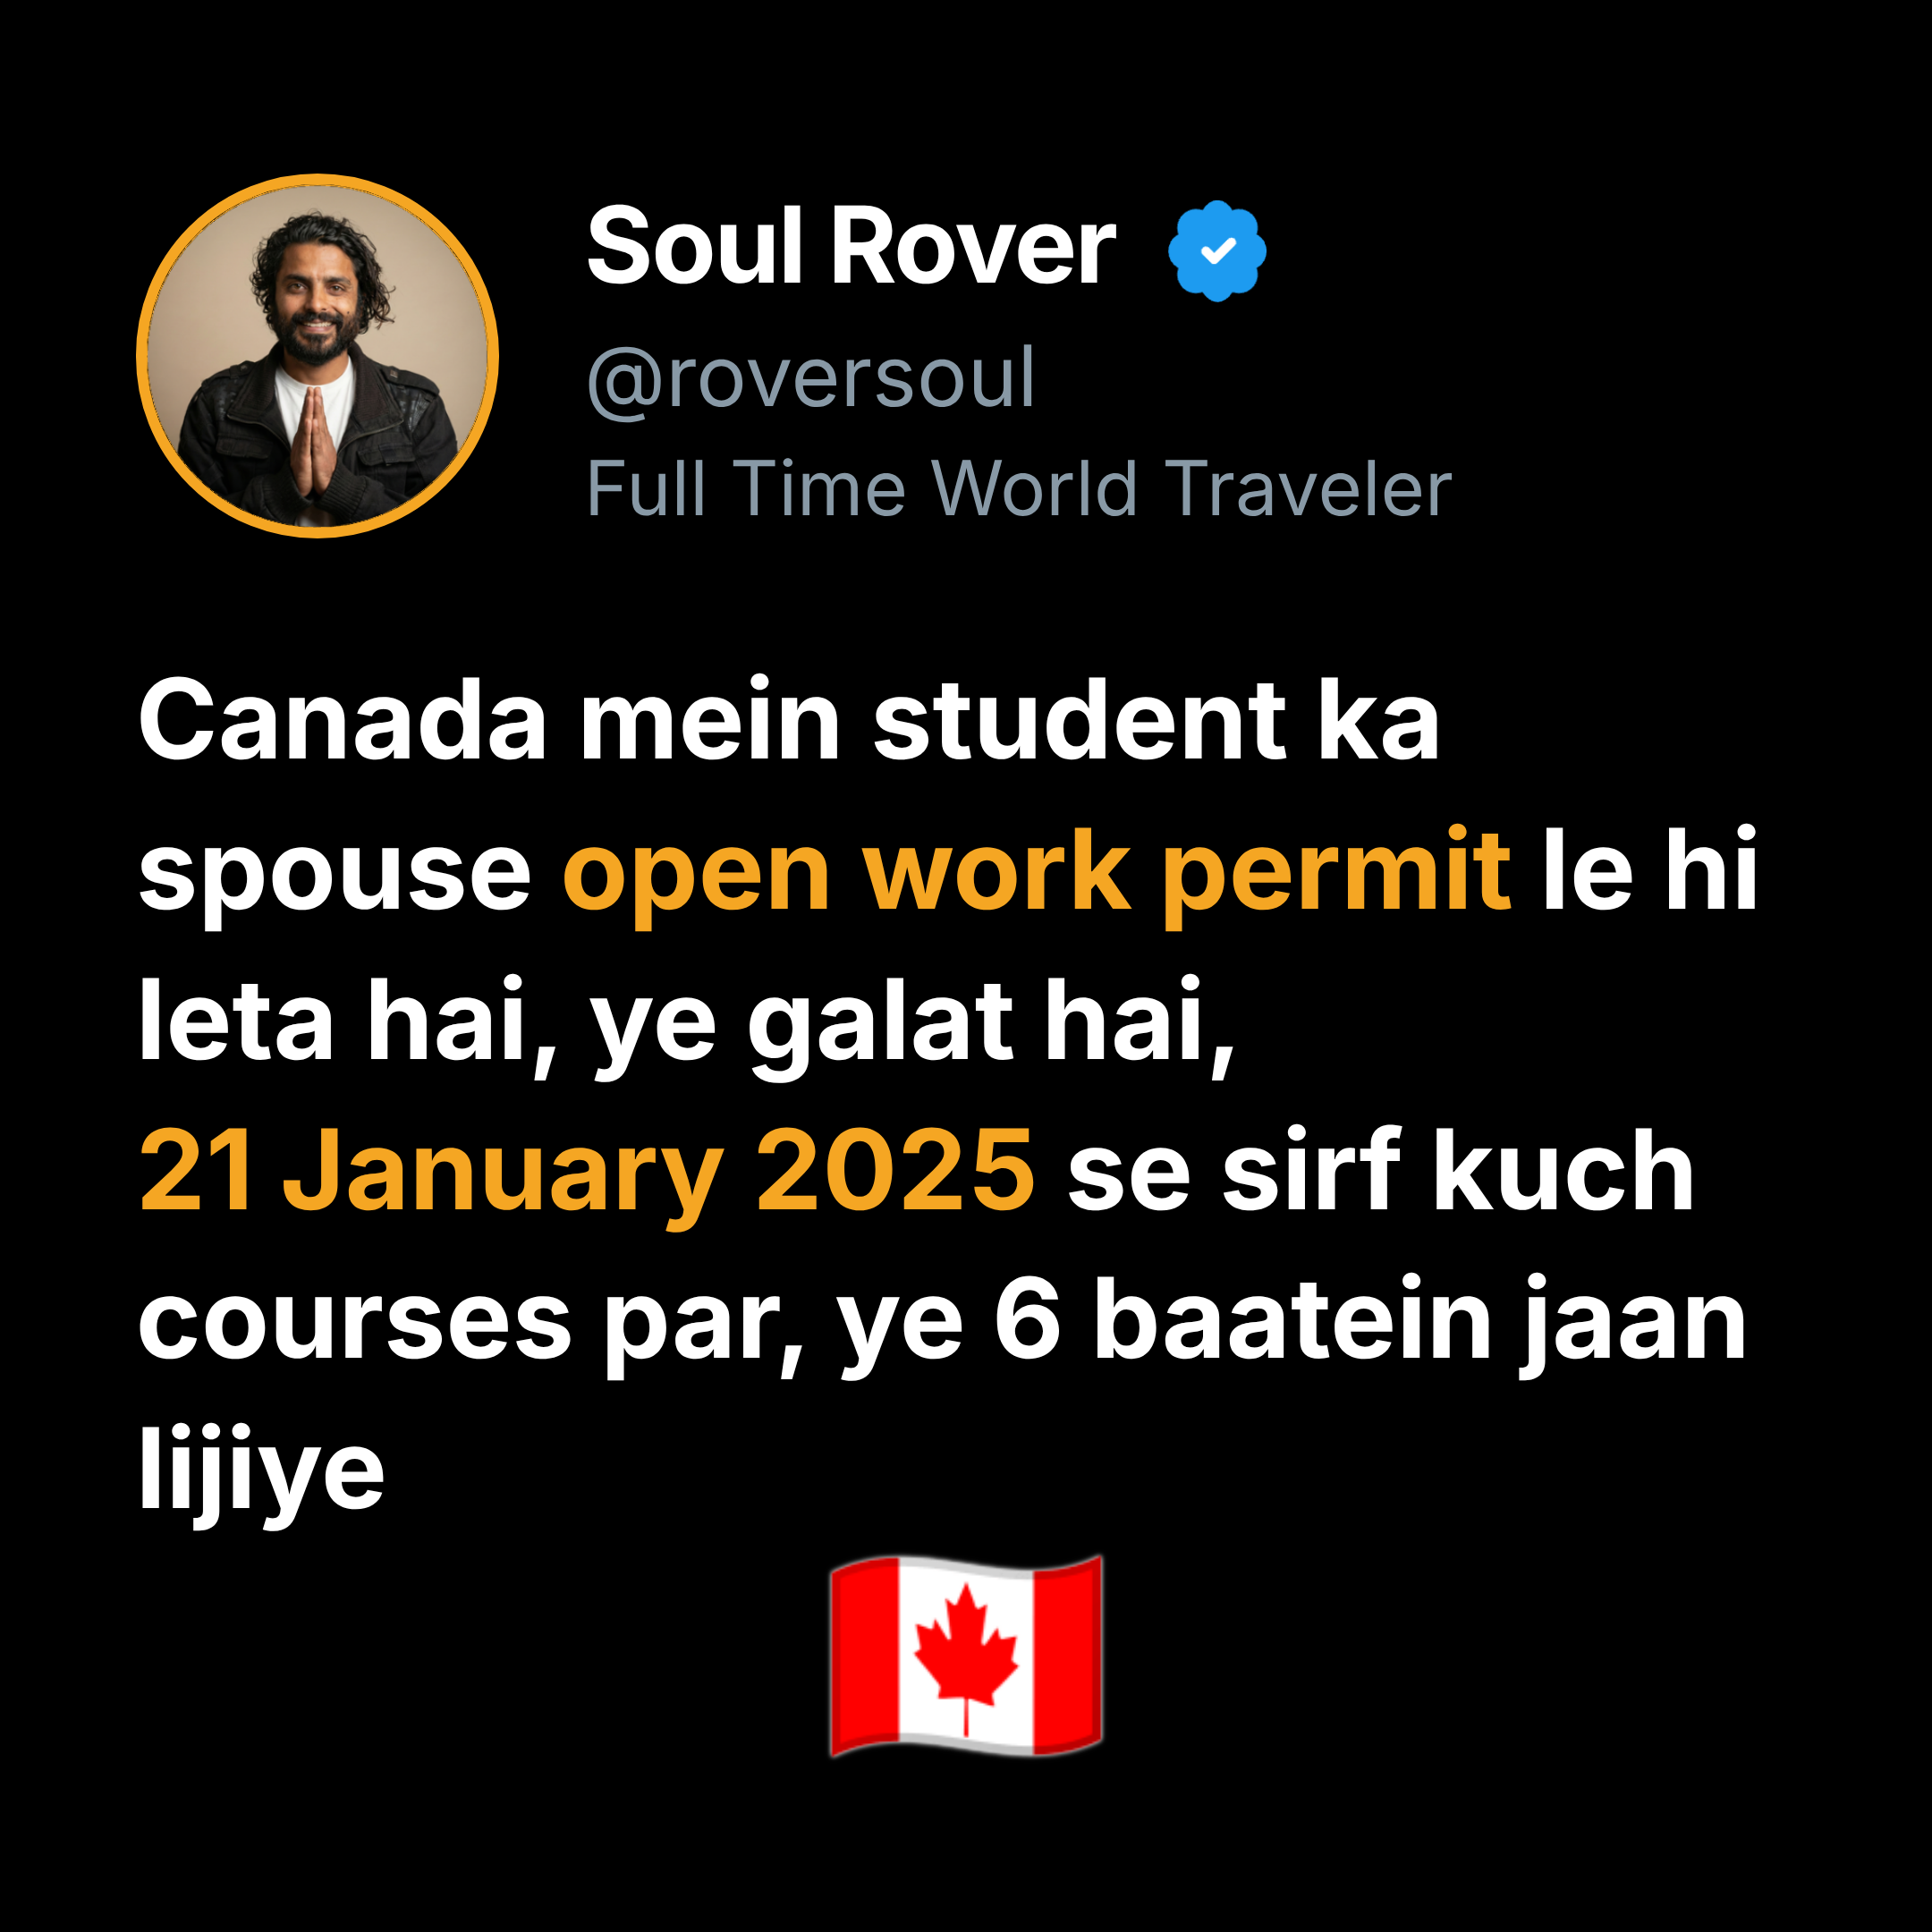 Soul Rover
@roversoul
Full Time World Traveler
Canada mein student ka
spouse open work permit le hi
leta hai, ye galat hai,
21 January 2025 se sirf kuch
courses par, ye 6 baatein jaan
lijiye